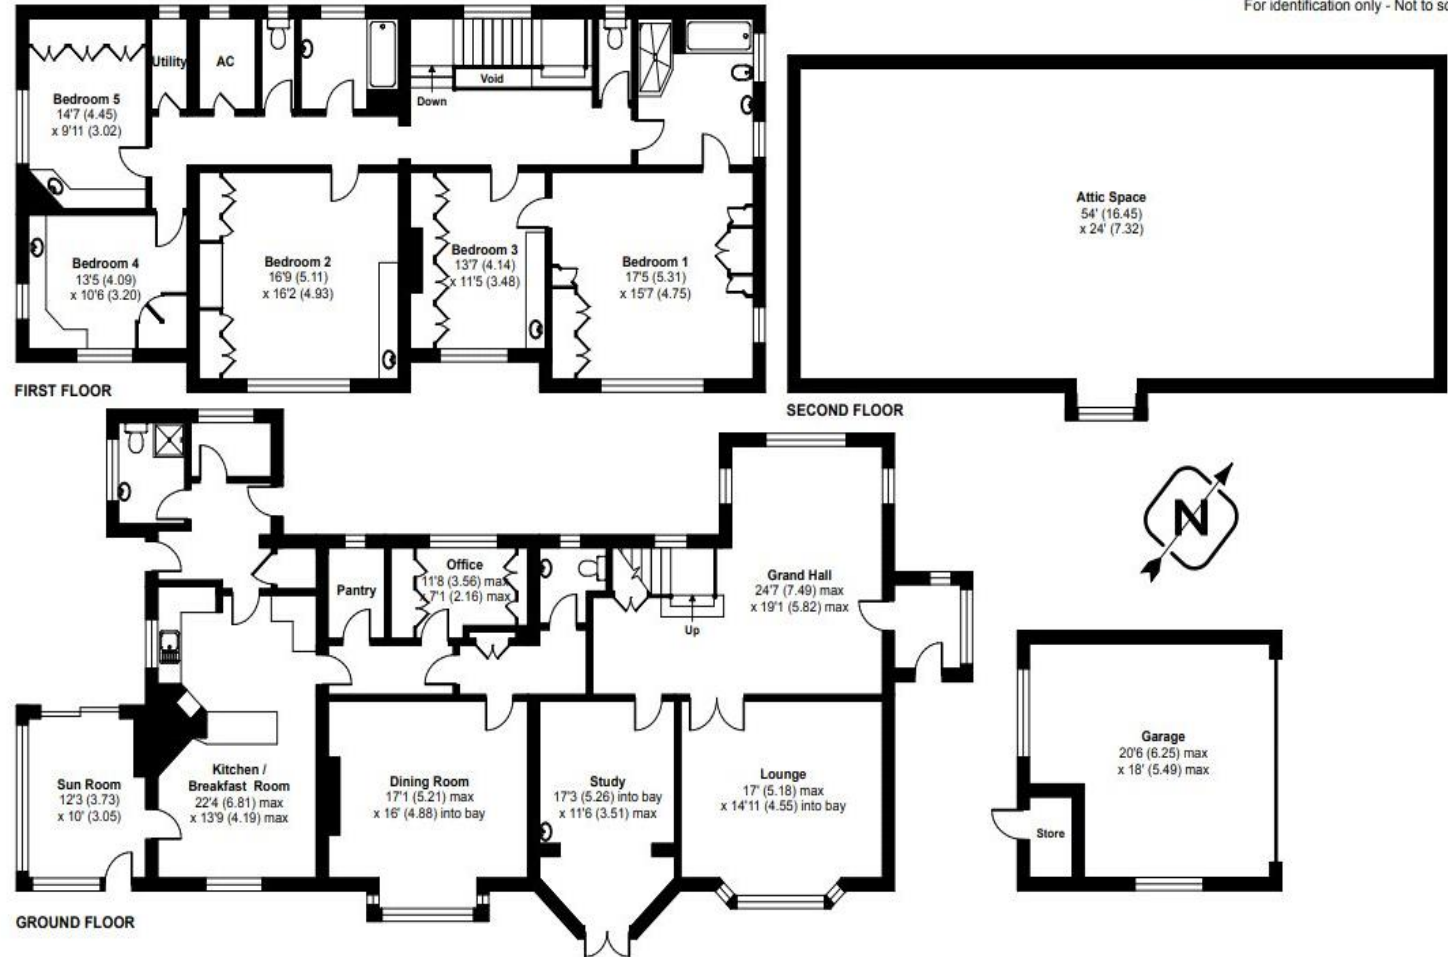 For identification only - Not to sc
Utility
AC
Void
Down
Bedroom 5
14'7 (4.45)
x 9'11 (3.02)
Bedroom 4
13'5 (4.09)
x 10'6 (3.20)
Bedroom 2
16'9 (5.11)
x 16'2 (4.93)
Bedroom 3
13'7 (4.14)
x 11'5 (3.48)
Bedroom 1
17'5 (5.31)
x 15'7 (4.75)
FIRST FLOOR
Attic Space
54' (16.45)
x 24' (7.32)
SECOND FLOOR
N
Pantry
Office
11'8 (3.56) max
x 7'1 (2.16) max
Up
Grand Hall
24'7 (7.49) max
x 19'1 (5.82) max
Sun Room
12'3 (3.73)
x 10' (3.05)
Kitchen /
Breakfast Room
22'4 (6.81) max
x 13'9 (4.19) max
Dining Room
17'1 (5.21) max
x 16' (4.88) into bay
Study
17'3 (5.26) into bay
x 11'6 (3.51) max
Lounge
17' (5.18) max
x 14'11 (4.55) into bay
Garage
20'6 (6.25) max
x 18' (5.49) max
Store
GROUND FLOOR